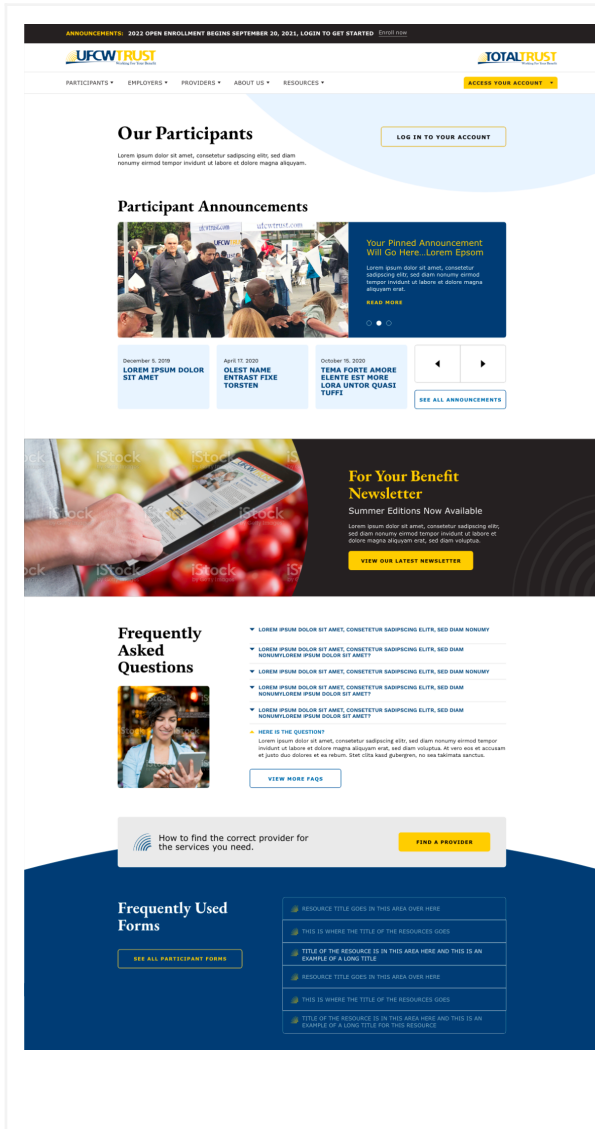 ANNOUNCEMENTS: 2022 OPEN ENROLLMENT BEGINS SEPTEMBER 20, 2021, LOGIN TO GET STARTED Enroll now
UFCWTRUST
Working For Your Benefit
TOTALTRUST
Working For Your Benefit
PARTICIPANTS EMPLOYERS PROVIDERS ABOUT US RESOURCES ACCESS YOUR ACCOUNT
Our Participants
LOG IN TO YOUR ACCOUNT
Lorem ipsum dolor sit amet, consetetur sadipscing elitr, sed diam
nonumy eirmod tempor invidunt ut labore et dolore magna aliquyam.
Participant Announcements
ufcwtrust.com
UFCW
Your Pinned Announcement
Will Go Here...Lorem Epsom
Lorem ipsum dolor sit amet, consetetur
sadipscing elitr, sed diam nonumy eirmod
tempor invidunt ut labore et dolore magna
aliquyam erat.
READ MORE
December 5, 2019
LOREM IPSUM DOLOR
SIT AMET
April 17, 2020
OLEST NAME
ENTRAST FIXE
TORSTEN
October 16, 2020
TEMA FORTE AMORE
ELENTE EST MORE
LORA UNTOR QUASI
TUFFI
SEE ALL ANNOUNCEMENTS
iStock
iStock
iStock
iStock
iStock
For Your Benefit
Newsletter
Summer Editions Now Available
Lorem ipsum dolor sit amet, consetetur sadipscing elitr,
sed diam nonumy eirmod tempor invidunt ut labore et
dolore magna aliquyam erat, sed diam voluptua.
VIEW OUR LATEST NEWSLETTER
Frequently
Asked
Questions
LOREM IPSUM DOLOR SIT AMET, CONSETETUR SADIPSCING ELITR, SED DIAM NONUMY
LOREM IPSUM DOLOR SIT AMET, CONSETETUR SADIPSCING ELITR, SED DIAM
NONUMYLOREM IPSUM DOLOR SIT AMET?
LOREM IPSUM DOLOR SIT AMET, CONSETETUR SADIPSCING ELITR, SED DIAM NONUMY
LOREM IPSUM DOLOR SIT AMET, CONSETETUR SADIPSCING ELITR, SED DIAM
NONUMYLOREM IPSUM DOLOR SIT AMET?
LOREM IPSUM DOLOR SIT AMET, CONSETETUR SADIPSCING ELITR, SED DIAM
NONUMYLOREM IPSUM DOLOR SIT AMET?
HERE IS THE QUESTION?
Lorem ipsum dolor sit amet, consetetur sadipscing elitr, sed diam nonumy eirmod tempor
invidunt ut labore et dolore magna aliquyam erat, sed diam voluptua. At vero eos et accusam
et justo duo dolores et ea rebum. Stet clita kasd gubergren, no sea takimata sanctus.
VIEW MORE FAQS
How to find the correct provider for
the services you need.
FIND A PROVIDER
Frequently Used
Forms
SEE ALL PARTICIPANT FORMS
RESOURCE TITLE GOES IN THIS AREA OVER HERE
THIS IS WHERE THE TITLE OF THE RESOURCES GOES
TITLE OF THE RESOURCE IS IN THIS AREA HERE AND THIS IS AN
EXAMPLE OF A LONG TITLE
RESOURCE TITLE GOES IN THIS AREA OVER HERE
THIS IS WHERE THE TITLE OF THE RESOURCES GOES
TITLE OF THE RESOURCE IS IN THIS AREA HERE AND THIS IS AN
EXAMPLE OF A LONG TITLE FOR THIS RESOURCE